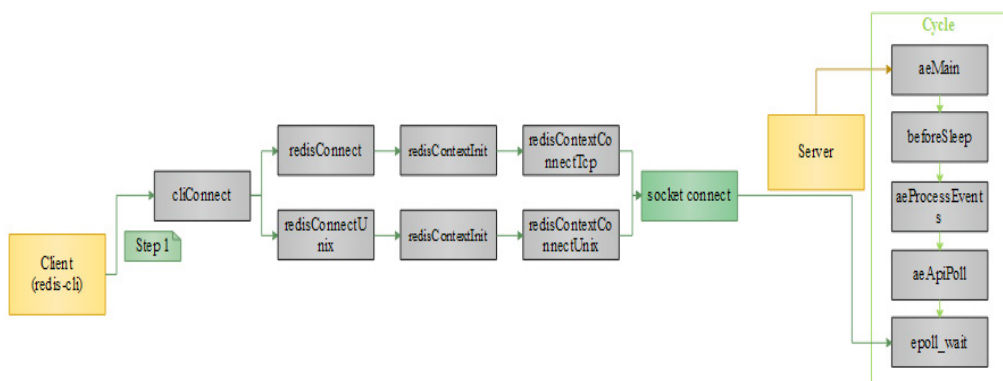 Cycle
aeMain
beforeSleep
aeProcessEvent
s
aeApiPoll
epoll_wait
Server
redisConnect
redisContextInit
redisContextCo
nnectTcp
cliConnect
socket connect
redisConnectU
nix
redisContextInit
redisContextCo
nnectUnix
Step 1
Client
(redis-cli)